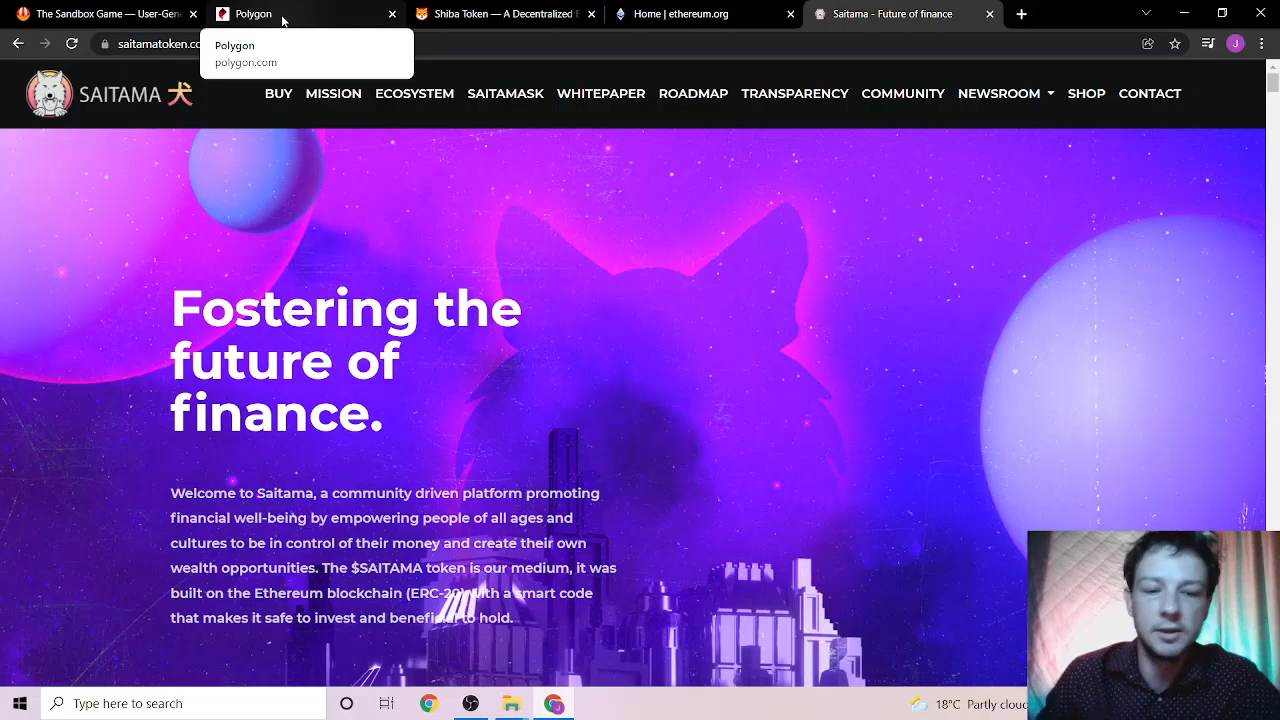 The Sandbox Game — User-Gene
Polygon
Shiba Token — A Decentralized E
Home | ethereum.org
Saitama - Future of finance
saitamatoken.co
J
Polygon
polygon.com
SAITAMA 犬
BUY
MISSION
ECOSYSTEM
SAITAMASK
WHITEPAPER
ROADMAP
TRANSPARENCY
COMMUNITY
NEWSROOM
SHOP
CONTACT
Fostering the
future of
finance.
Welcome to Saitama, a community driven platform promoting
financial well-being by empowering people of all ages and
cultures to be in control of their money and create their own
wealth opportunities. The $SAITAMA token is our medium, it was
built on the Ethereum blockchain (ERC-20) with a smart code
that makes it safe to invest and beneficial to hold.
Type here to search
J
18°C Partly cloud